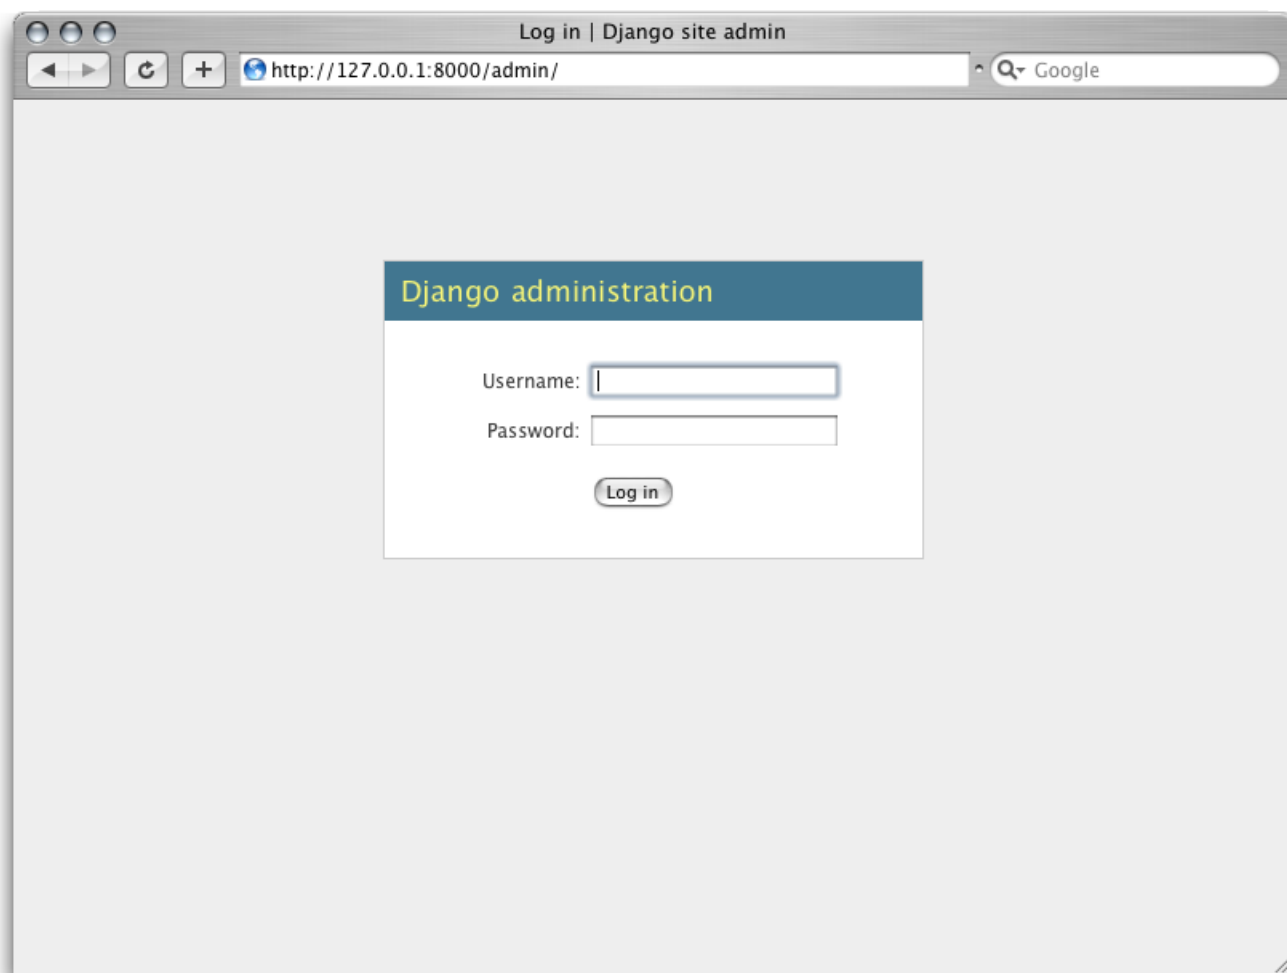 Log in | Django site admin
http://127.0.0.1:8000/admin/
Google
Django administration
Username:
Password:
Log in